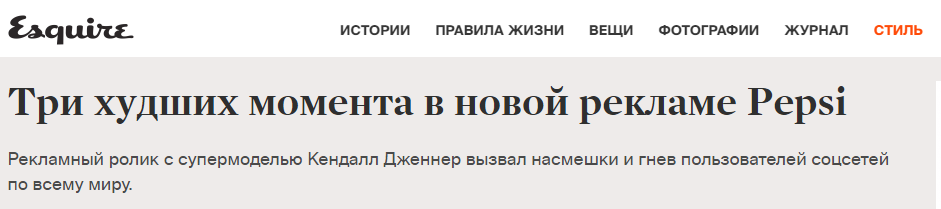 Esquire
ИСТОРИИ ПРАВИЛА ЖИЗНИ ВЕЩИ ФОТОГРАФИИ ЖУРНАЛ СТИЛЬ
Три худших момента в новой рекламе Pepsi
Рекламный ролик с супермоделью Кендалл Дженнер вызвал насмешки и гнев пользователей соцсетей
по всему миру.